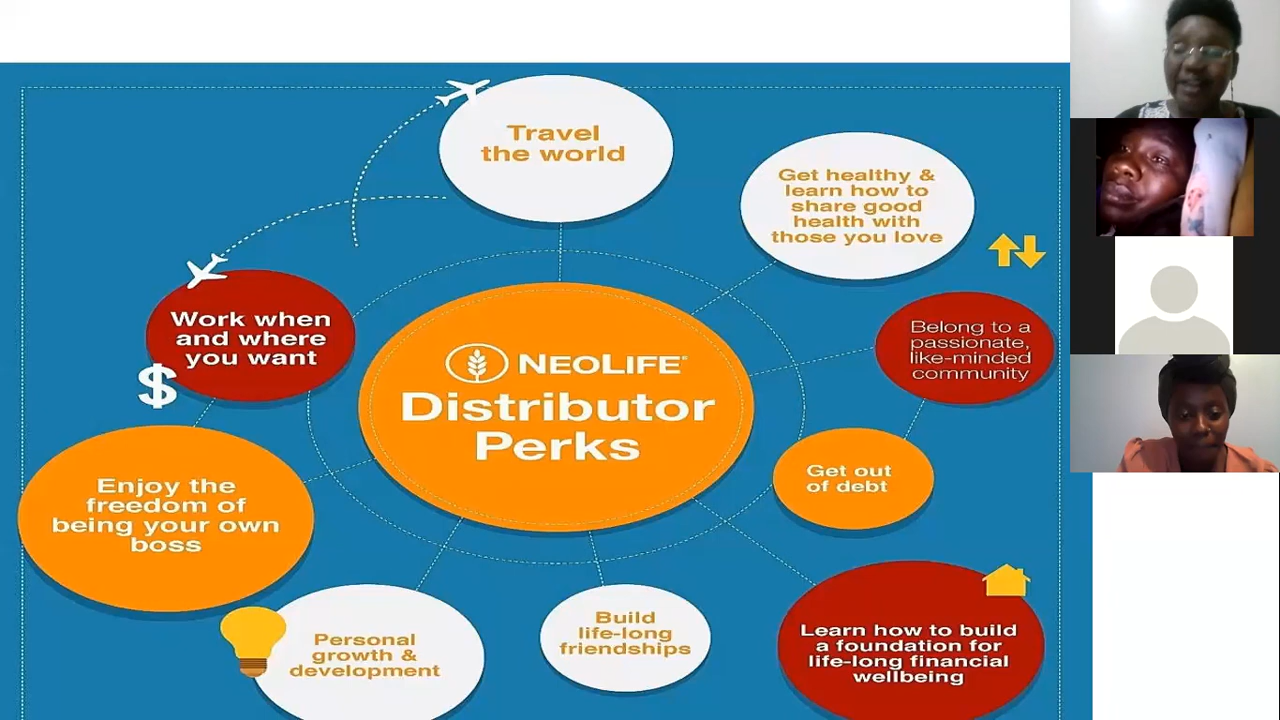 Travel
the world
Get healthy &
learn how to
share good
health with
those you love
Work when
and where
you want
$
Belong to a
passionate,
like-minded
community
NEOLIFE®
Distributor
Perks
Get out
of debt
Enjoy the
freedom of
being your own
boss
Personal
growth &
development
Build
life-long
friendships
Learn how to build
a foundation for
life-long financial
wellbeing